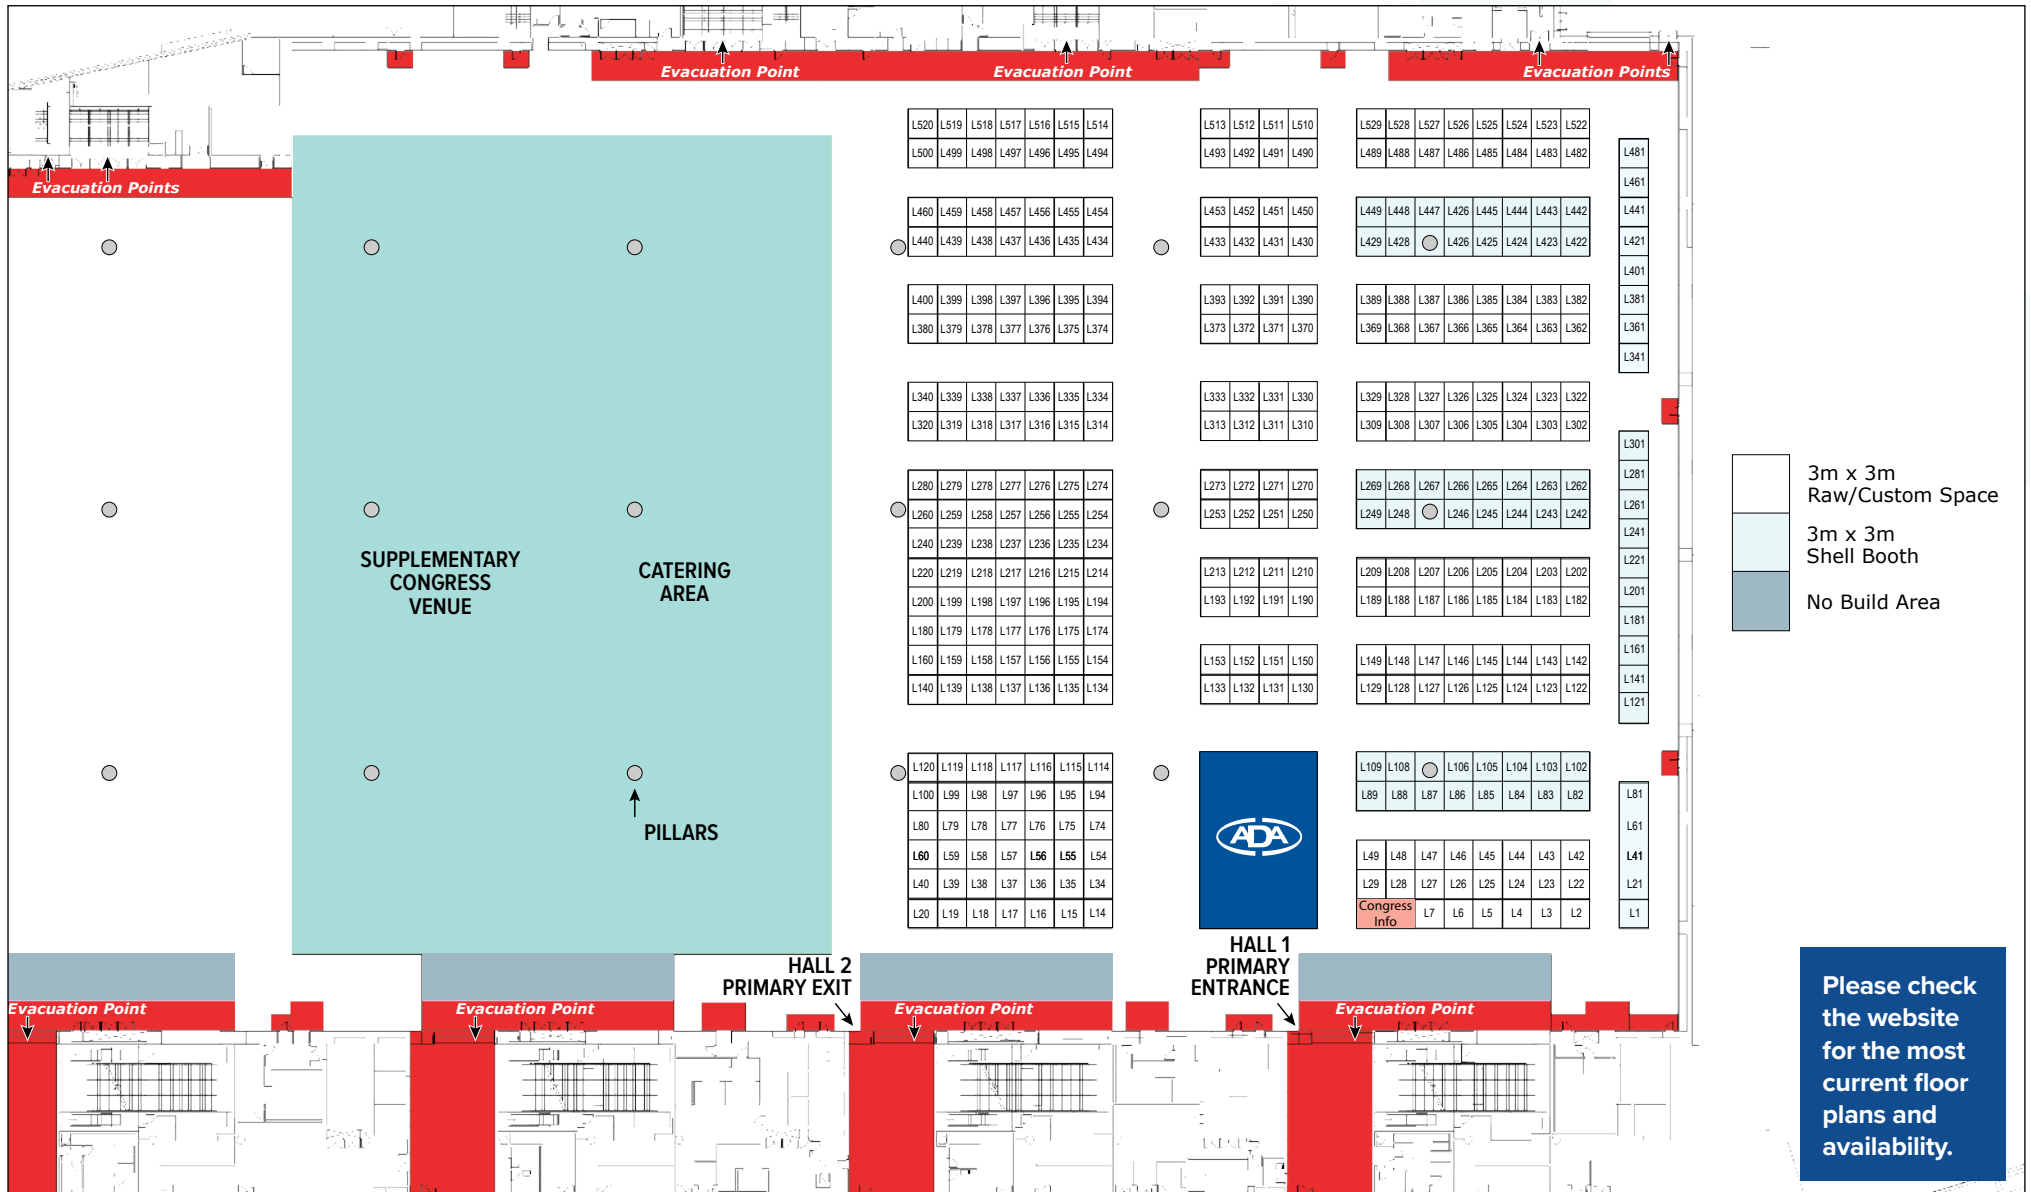 Evacuation Point
Evacuation Point
Evacuation Points
Evacuation Points
L520 L519 L518 L517 L516 L515 L514
L500 L499 L498 L497 L496 L495 L494
L513 L512 L511 L510
L493 L492 L491 L490
L529 L528 L527 L526 L525 L524 L523 L522
L489 L488 L487 L486 L485 L484 L483 L482
L460 L459 L458 L457 L456 L455 L454
L440 L439 L438 L437 L436 L435 L434
L453 L452 L451 L450
L433 L432 L431 L430
L449 L448 L447 L426 L445 L444 L443 L442
L429 L428 L426 L425 L424 L423 L422
L400 L399 L398 L397 L396 L395 L394
L380 L379 L378 L377 L376 L375 L374
L393 L392 L391 L390
L373 L372 L371 L370
L389 L388 L387 L386 L385 L384 L383 L382
L369 L368 L367 L366 L365 L364 L363 L362
L481
L461
L441
L421
L401
L381
L361
L341
L340 L339 L338 L337 L336 L335 L334
L320 L319 L318 L317 L316 L315 L314
L333 L332 L331 L330
L313 L312 L311 L310
L329 L328 L327 L326 L325 L324 L323 L322
L309 L308 L307 L306 L305 L304 L303 L302
L280 L279 L278 L277 L276 L275 L274
L260 L259 L258 L257 L256 L255 L254
L240 L239 L238 L237 L236 L235 L234
L220 L219 L218 L217 L216 L215 L214
L200 L199 L198 L197 L196 L195 L194
L180 L179 L178 L177 L176 L175 L174
L160 L159 L158 L157 L156 L155 L154
L140 L139 L138 L137 L136 L135 L134
L273 L272 L271 L270
L253 L252 L251 L250
L269 L268 L267 L266 L265 L264 L263 L262
L249 L248 L246 L245 L244 L243 L242
L213 L212 L211 L210
L193 L192 L191 L190
L209 L208 L207 L206 L205 L204 L203 L202
L189 L188 L187 L186 L185 L184 L183 L182
L153 L152 L151 L150
L133 L132 L131 L130
L149 L148 L147 L146 L145 L144 L143 L142
L129 L128 L127 L126 L125 L124 L123 L122
L301
L281
L261
L241
L221
L201
L181
L161
L141
L121
SUPPLEMENTARY
CONGRESS
VENUE
CATERING
AREA
PILLARS
L120 L119 L118 L117 L116 L115 L114
L100 L99 L98 L97 L96 L95 L94
L80 L79 L78 L77 L76 L75 L74
L60 L59 L58 L57 L56 L55 L54
L40 L39 L38 L37 L36 L35 L34
L20 L19 L18 L17 L16 L15 L14
ADA
L109 L108 L106 L105 L104 L103 L102
L89 L88 L87 L86 L85 L84 L83 L82
L49 L48 L47 L46 L45 L44 L43 L42
L29 L28 L27 L26 L25 L24 L23 L22
Congress
Info
L7 L6 L5 L4 L3 L2
L81
L61
L41
L21
L1
HALL 2
PRIMARY EXIT
HALL 1
PRIMARY
ENTRANCE
Evacuation Point
Evacuation Point
Evacuation Point
Evacuation Point
3m x 3m
Raw/Custom Space
3m x 3m
Shell Booth
No Build Area
Please check
the website
for the most
current floor
plans and
availability.